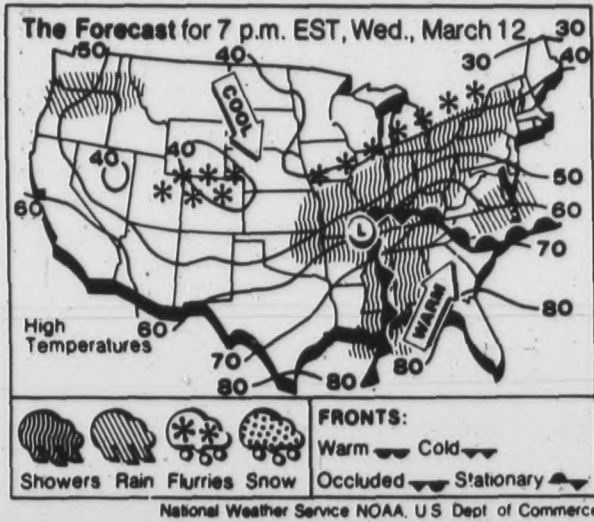 The Forecast for 7 p.m. EST, Wed., March 12
30
50
40
30
40
COOL
40
40
50
60
60
70
L
WARM
80
High
Temperatures
60
70
80
80
80
FRONTS:
Warm Cold
Showers Rain Flurries Snow
Occluded Stationary
National Weather Service NOAA, U S Dept of Commerce